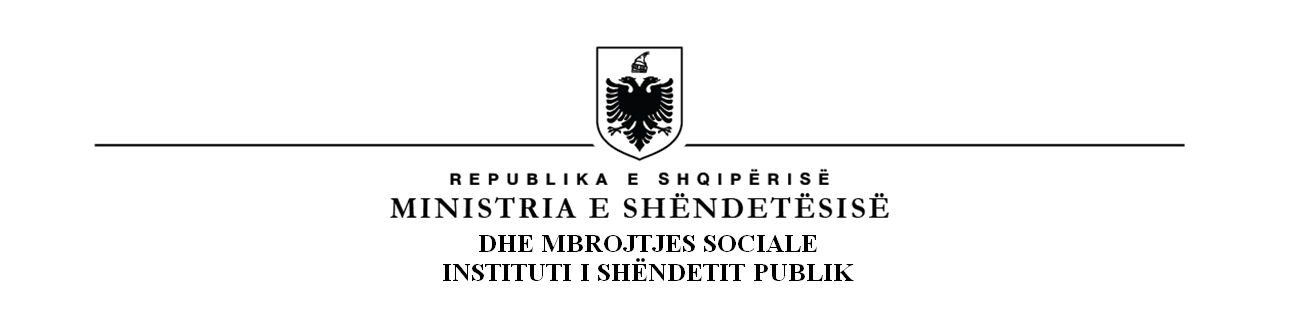 REPUBLIKA E SHQIPËRISË
MINISTRIA E SHËNDETËSISË
DHE MBROJTJES SOCIALE
INSTITUTI I SHËNDETIT PUBLIK